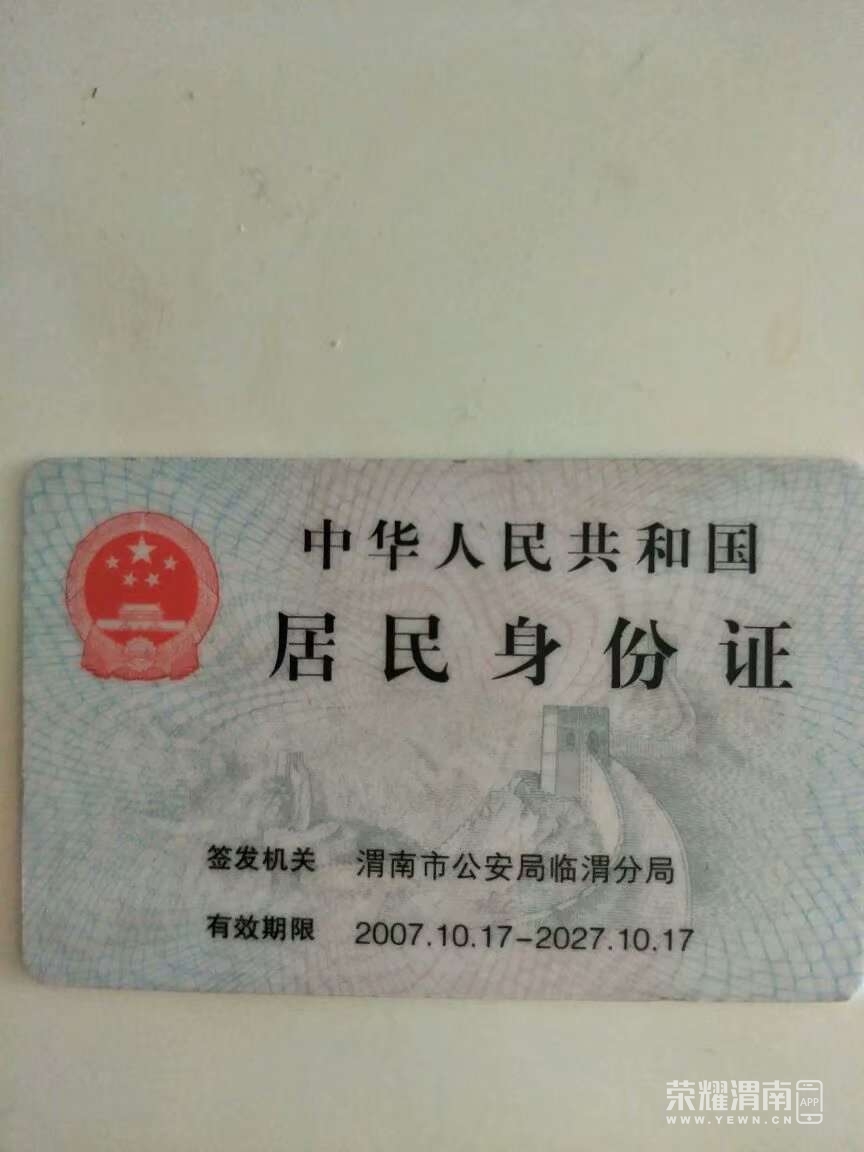 中华人民共和国
居民身份证
签发机关 渭南市公安局临渭分局
有效期限 2007.10.17-2027.10.17
荣耀渭南 APP
WWW.YEWN.CN